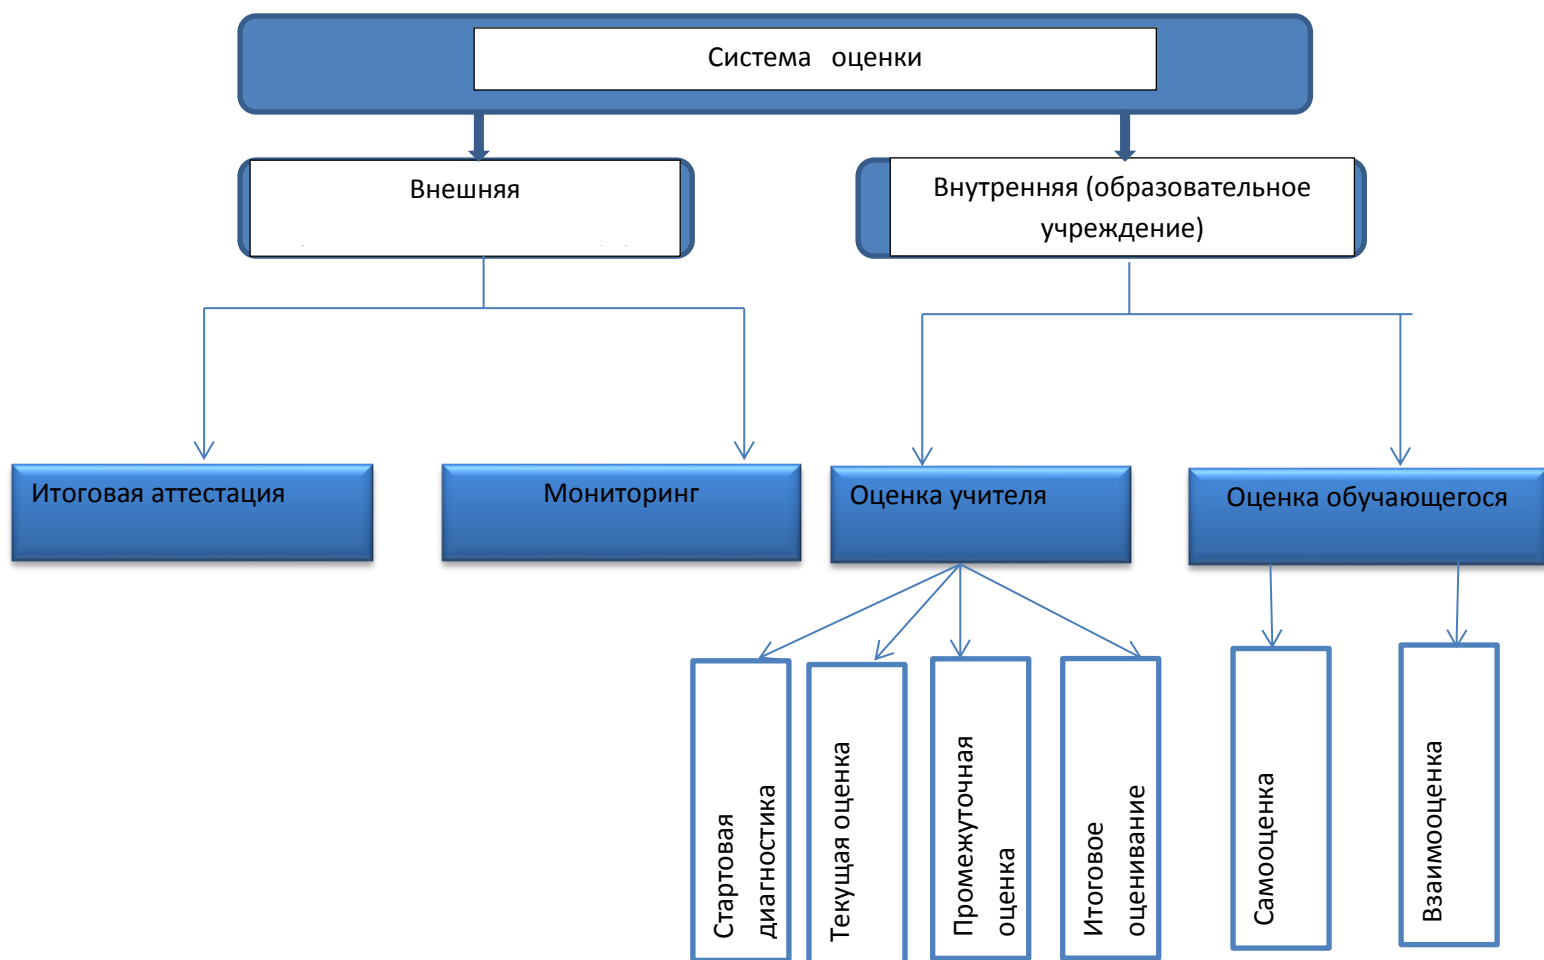 Система оценки
Внешняя
Внутренняя (образовательное
учреждение)
Итоговая аттестация
Мониторинг
Оценка учителя
Оценка обучающегося
Стартовая
диагностика
Текущая оценка
Промежуточная
оценка
Итоговое
оценивание
Самооценка
Взаимооценка